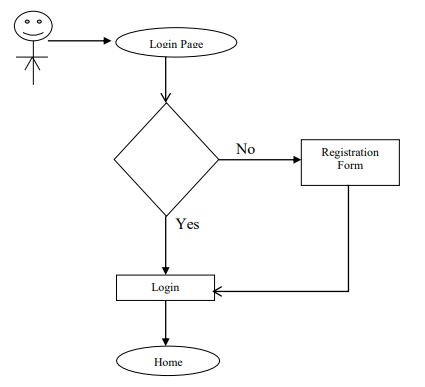 Login Page
No
Registration
Form
Yes
Login
Home